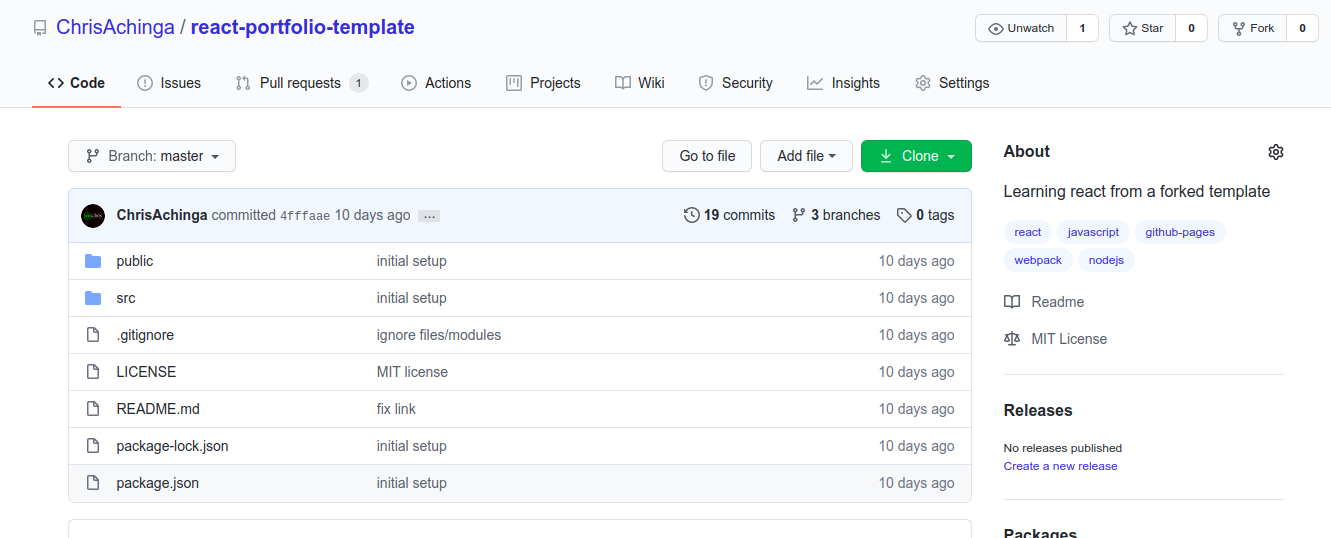 ChrisAchinga / react-portfolio-template
Unwatch 1 Star 0 Fork 0
Code Issues Pull requests 1 Actions Projects Wiki Security Insights Settings
Branch: master Go to file Add file Clone
ChrisAchinga committed 4fffaae 10 days ago ... 19 commits 3 branches 0 tags
public initial setup 10 days ago
src initial setup 10 days ago
.gitignore ignore files/modules 10 days ago
LICENSE MIT license 10 days ago
README.md fix link 10 days ago
package-lock.json initial setup 10 days ago
package.json initial setup 10 days ago
About
Learning react from a forked template
react javascript github-pages
webpack nodejs
Readme
MIT License
Releases
No releases published
Create a new release
Packages